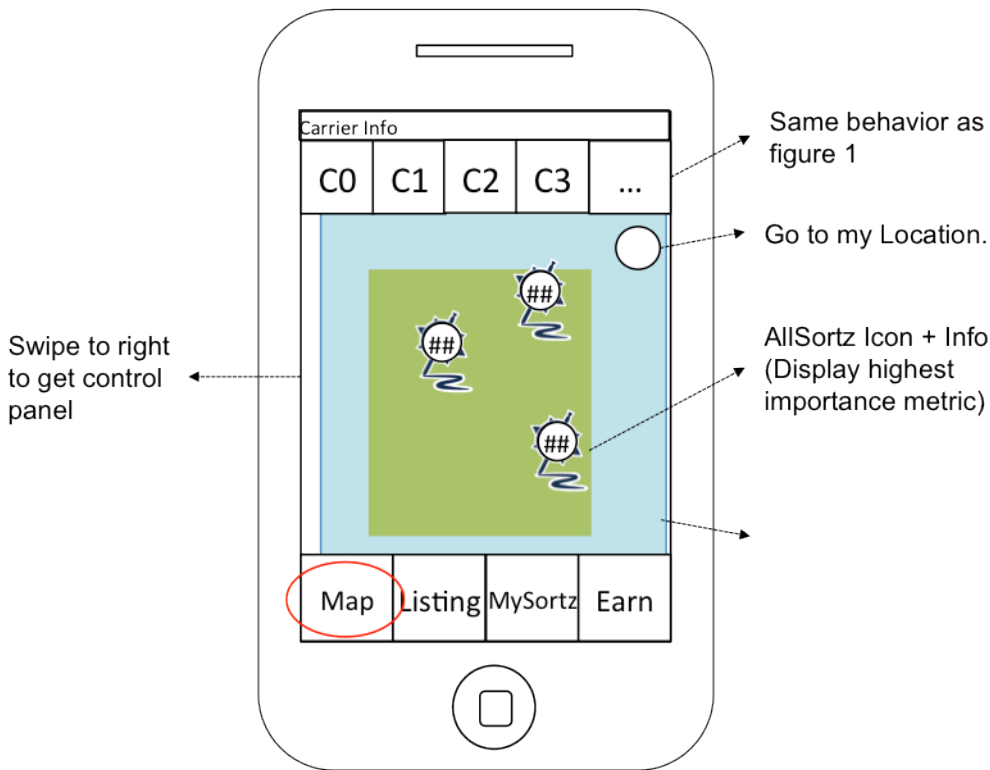 Carrier Info
C0 C1 C2 C3 ...
Same behavior as
figure 1
Go to my Location.
##
##
##
AllSortz Icon + Info
(Display highest
importance metric)
Swipe to right
to get control
panel
Map Listing MySortz Earn